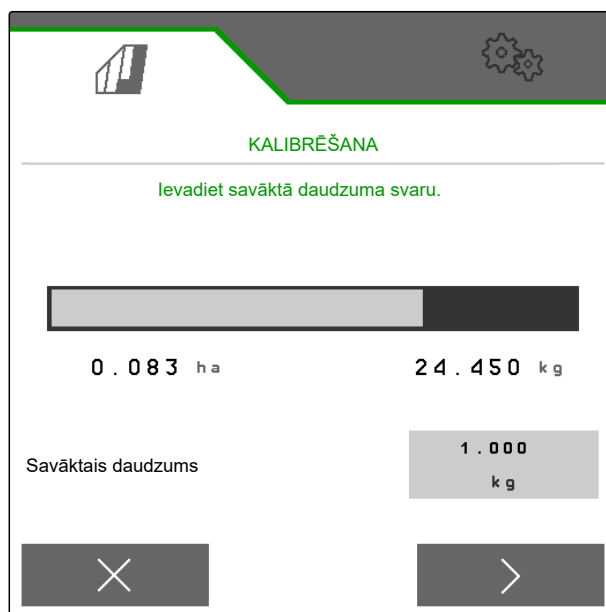 KALIBRĒŠANA
Ievadiet savāktā daudzuma svaru.
0.083 ha 24.450 kg
Savāktais daudzums
1.000
kg